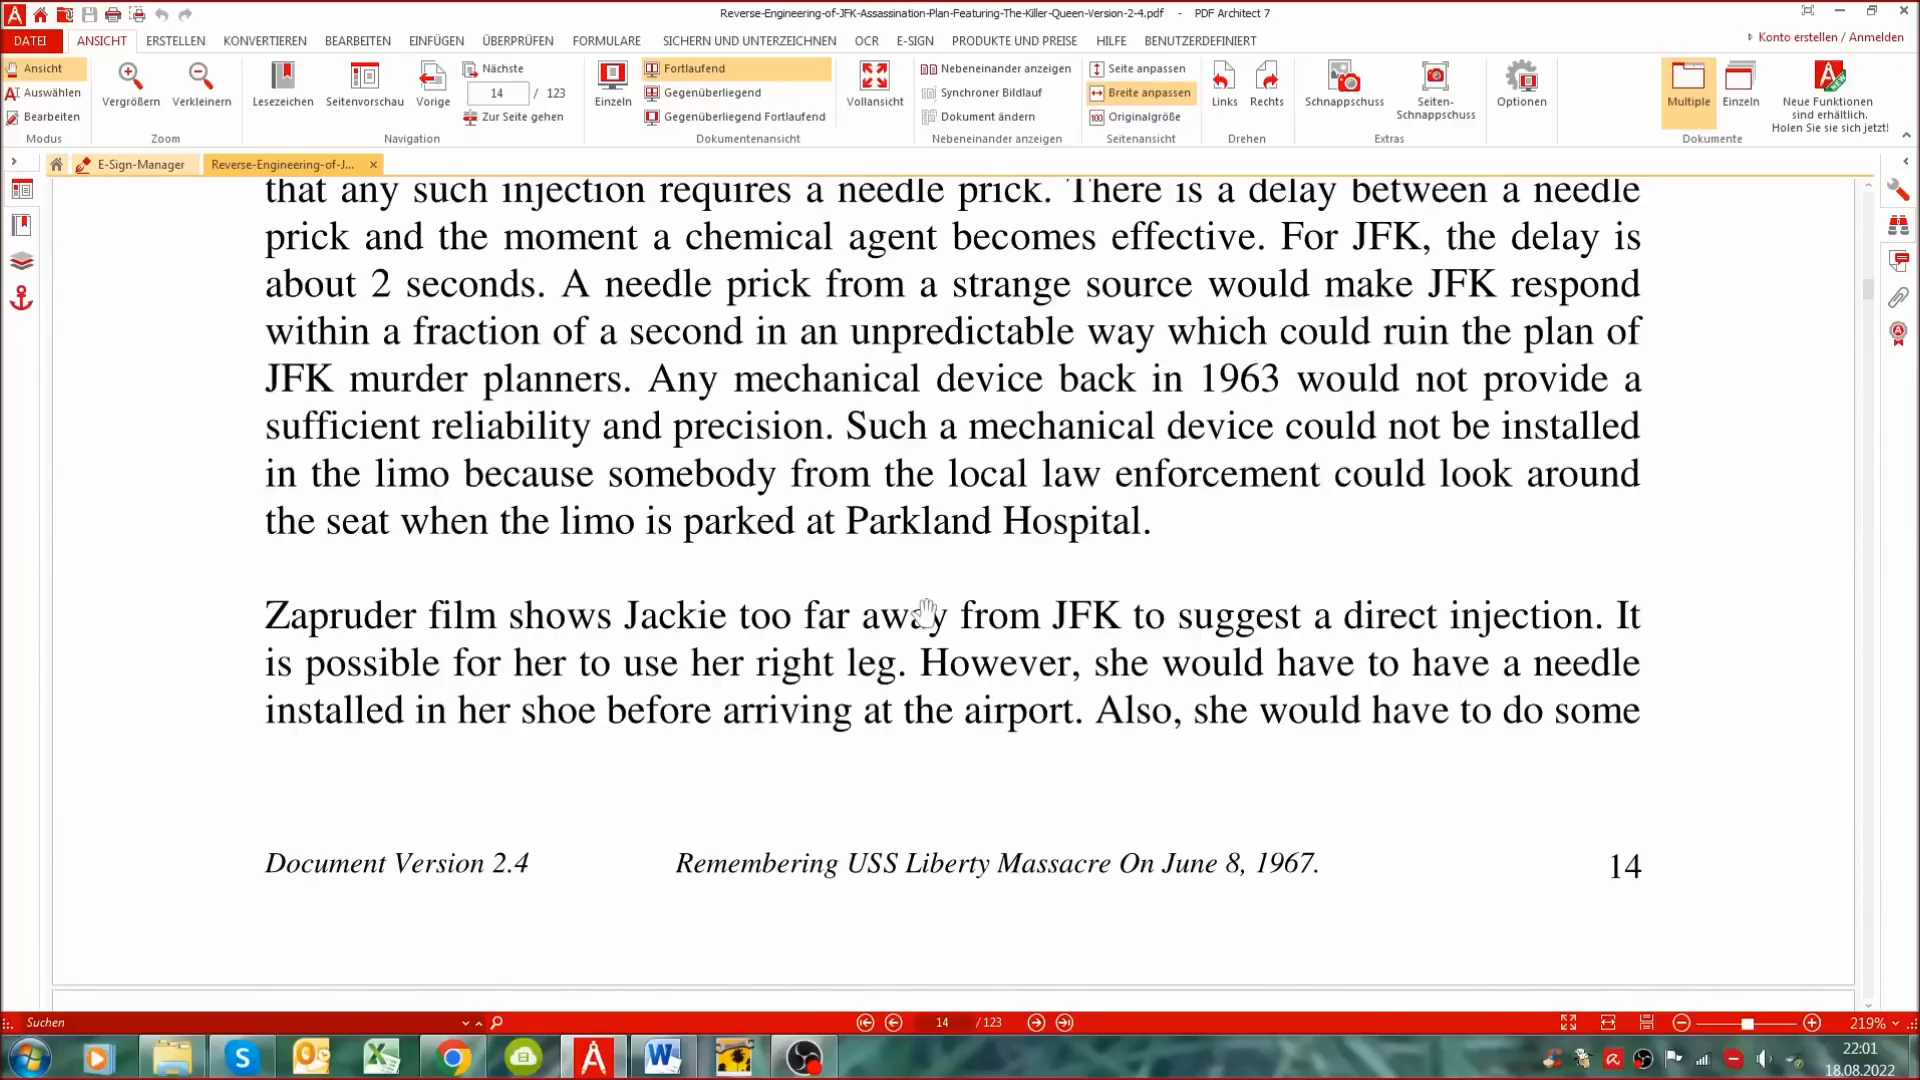 Reverse-Engineering-of-JFK-Assassination-Plan-Featuring-The-Killer-Queen-Version-2-4.pdf - PDF Architect 7
DATEI ANSICHT ERSTELLEN KONVERTIEREN BEARBEITEN EINFÜGEN ÜBERPRÜFEN FORMULARE SICHERN UND UNTERZEICHNEN OCR E-SIGN PRODUKTE UND PREISE HILFE BENUTZERDEFINIERT Konto erstellen / Anmelden
Ansicht
Auswählen
Bearbeiten
Modus
Vergrößern Verkleinern
Zoom
Lesezeichen Seitenvorschau Vorige
Nächste
14 / 123
Zur Seite gehen
Navigation
Einzeln
Fortlaufend
Gegenüberliegend
Gegenüberliegend Fortlaufend
Dokumentenansicht
Vollansicht
Nebeneinander anzeigen
Synchroner Bildlauf
Dokument ändern
Nebeneinander anzeigen
Seite anpassen
Breite anpassen
100 Originalgröße
Seitenansicht
Links Rechts
Drehen
Schnappschuss Seiten-
Schnappschuss
Extras
Optionen
Multiple Einzeln
Neue Funktionen
sind erhältlich.
Holen Sie sie sich jetzt!
Dokumente
E-Sign-Manager Reverse-Engineering-of-J...
that any such injection requires a needle prick. There is a delay between a needle
prick and the moment a chemical agent becomes effective. For JFK, the delay is
about 2 seconds. A needle prick from a strange source would make JFK respond
within a fraction of a second in an unpredictable way which could ruin the plan of
JFK murder planners. Any mechanical device back in 1963 would not provide a
sufficient reliability and precision. Such a mechanical device could not be installed
in the limo because somebody from the local law enforcement could look around
the seat when the limo is parked at Parkland Hospital.
Zapruder film shows Jackie too far away from JFK to suggest a direct injection. It
is possible for her to use her right leg. However, she would have to have a needle
installed in her shoe before arriving at the airport. Also, she would have to do some
Document Version 2.4 Remembering USS Liberty Massacre On June 8, 1967. 14
Suchen 14 / 123 219%
22:01
18.08.2022